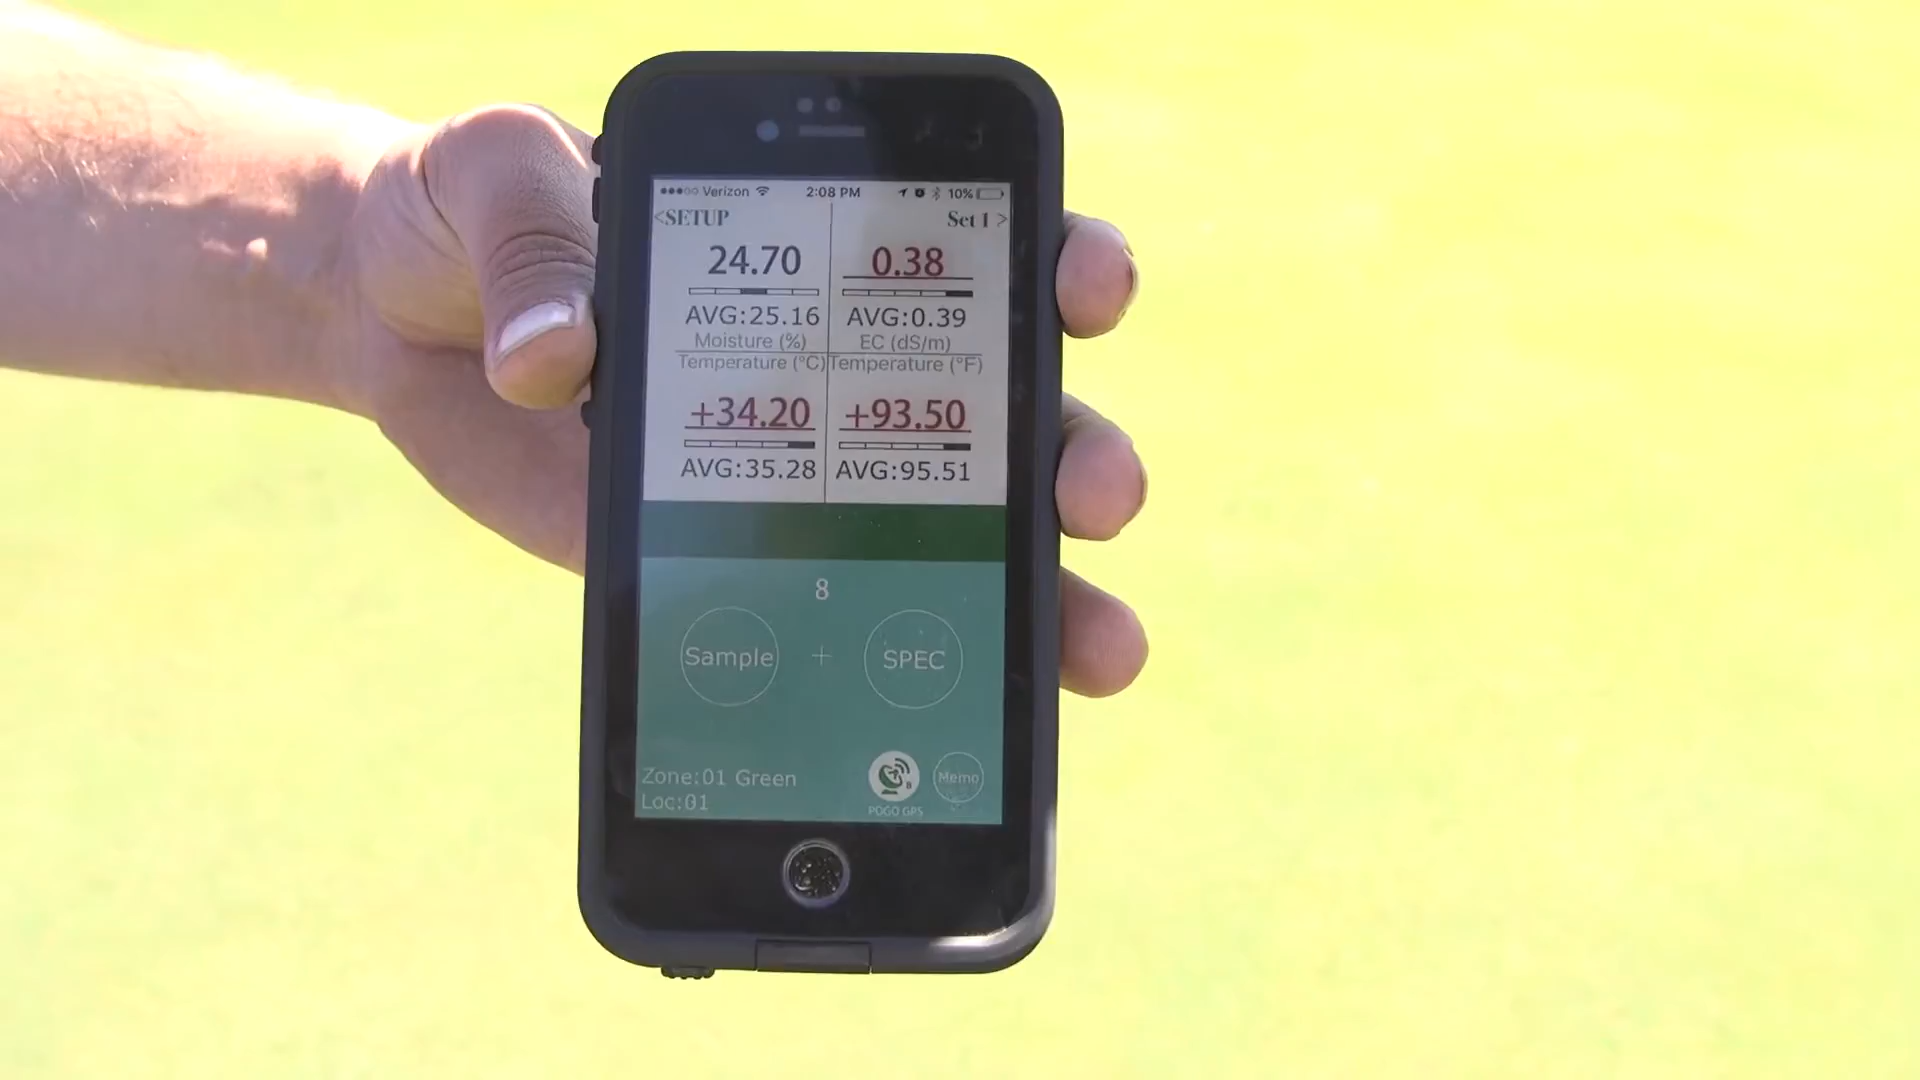 Verizon 2:08 PM 10%
<SETUP Set 1 >
24.70 0.38
AVG:25.16 AVG:0.39
Moisture (%) EC (dS/m)
Temperature (°C) Temperature (°F)
+34.20 +93.50
AVG:35.28 AVG:95.51
8
Sample + SPEC
Zone:01 Green
Loc:01
8
POGO GPS
Memo